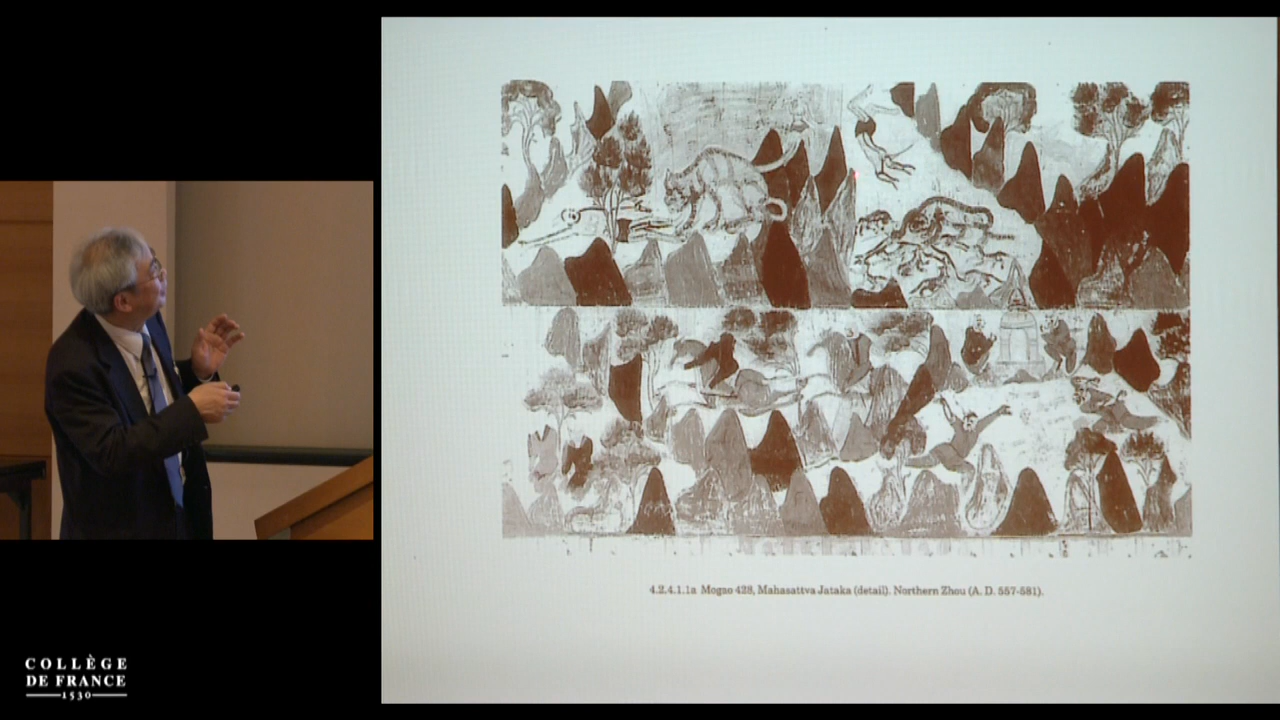 4.2.4.1.1a Mogao 428, Mahasattva Jataka (detail). Northern Zhou (A. D. 557-581).
COLLÈGE
DE FRANCE
1530